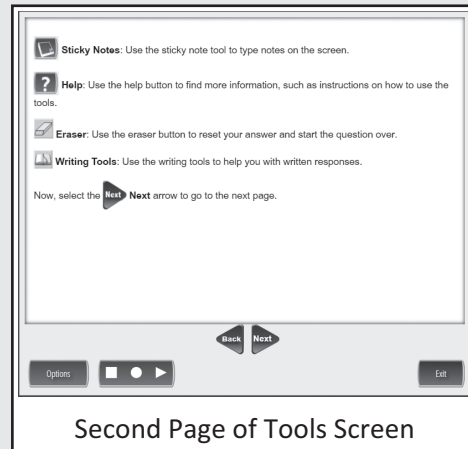 Sticky Notes: Use the sticky note tool to type notes on the screen.
? Help: Use the help button to find more information, such as instructions on how to use the
tools.
Eraser: Use the eraser button to reset your answer and start the question over.
Writing Tools: Use the writing tools to help you with written responses.
Now, select the Next Next arrow to go to the next page.
Back Next
Options Exit
Second Page of Tools Screen